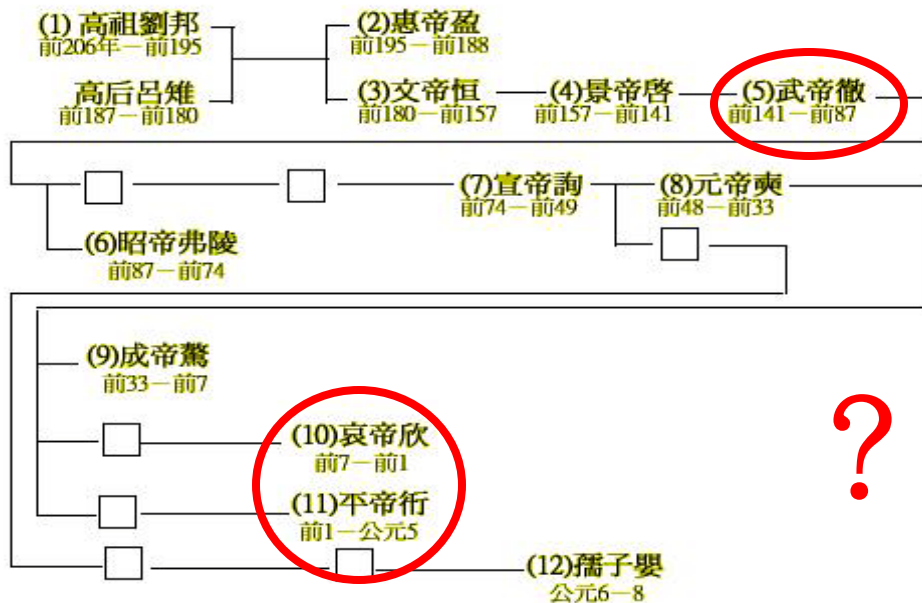 (1) 高祖劉邦
前206年－前195
高后呂雉
前187－前180
(2)惠帝盈
前195－前188
(3)文帝恒
前180－前157
(4)景帝啓
前157－前141
(5)武帝徹
前141－前87
(7)宣帝詢
前74－前49
(8)元帝奭
前48－前33
(6)昭帝弗陵
前87－前74
(9)成帝驁
前33－前7
(10)哀帝欣
前7－前1
(11)平帝衎
前1－公元5
(12)孺子嬰
公元6－8
?